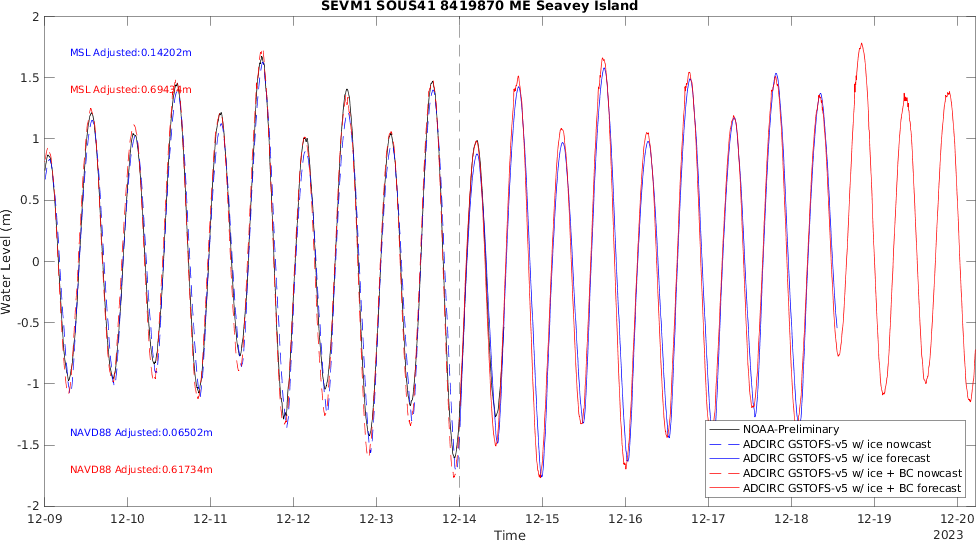 SEVM1 SOUS41 8419870 ME Seavey Island
2
1.5
1
0.5
0
-0.5
-1
-1.5
-2
Water Level (m)
MSL Adjusted:0.14202m
MSL Adjusted:0.69434m
NAVD88 Adjusted:0.06502m
NAVD88 Adjusted:0.61734m
NOAA-Preliminary
ADCIRC GSTOFS-v5 w/ ice nowcast
ADCIRC GSTOFS-v5 w/ ice forecast
ADCIRC GSTOFS-v5 w/ ice + BC nowcast
ADCIRC GSTOFS-v5 w/ ice + BC forecast
12-09 12-10 12-11 12-12 12-13 12-14 12-15 12-16 12-17 12-18 12-19 12-20
Time
2023